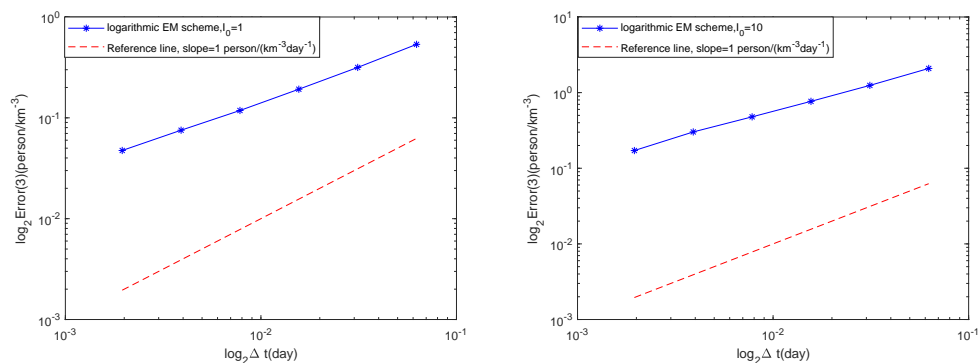 logarithmic EM scheme,I_0=1
Reference line, slope=1 person/(km^-3day^-1)
10^0
10^-1
10^-2
10^-3
log_2 Error(3)(person/km^-3)
10^-3
10^-2
10^-1
log_2 Δ t(day)
logarithmic EM scheme,I_0=10
Reference line, slope=1 person/(km^-3day^-1)
10^1
10^0
10^-1
10^-2
10^-3
log_2 Error(3)(person/km^-3)
10^-3
10^-2
10^-1
log_2 Δ t(day)